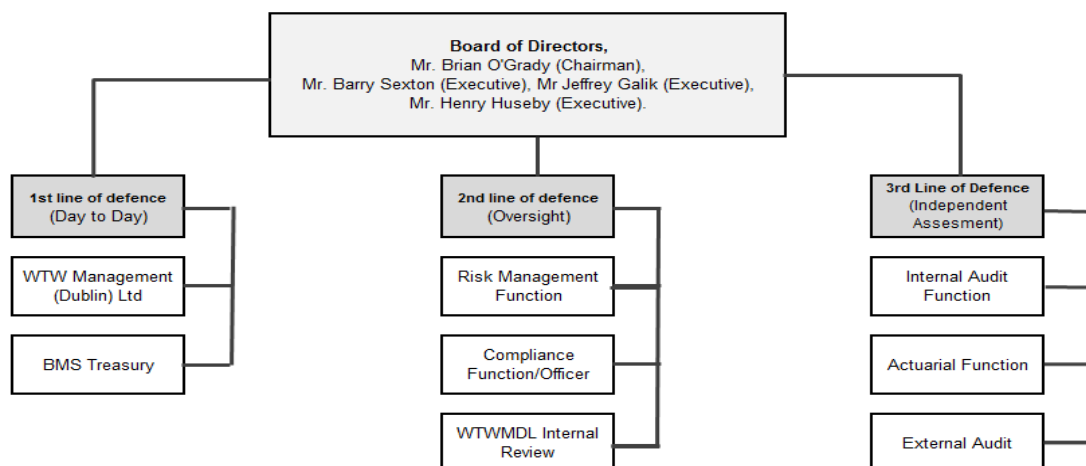 Board of Directors,
Mr. Brian O'Grady (Chairman),
Mr. Barry Sexton (Executive), Mr Jeffrey Galik (Executive),
Mr. Henry Huseby (Executive).
1st line of defence
(Day to Day)
WTW Management
(Dublin) Ltd
BMS Treasury
2nd line of defence
(Oversight)
Risk Management
Function
Compliance
Function/Officer
WTWMDL Internal
Review
3rd Line of Defence
(Independent
Assesment)
Internal Audit
Function
Actuarial Function
External Audit